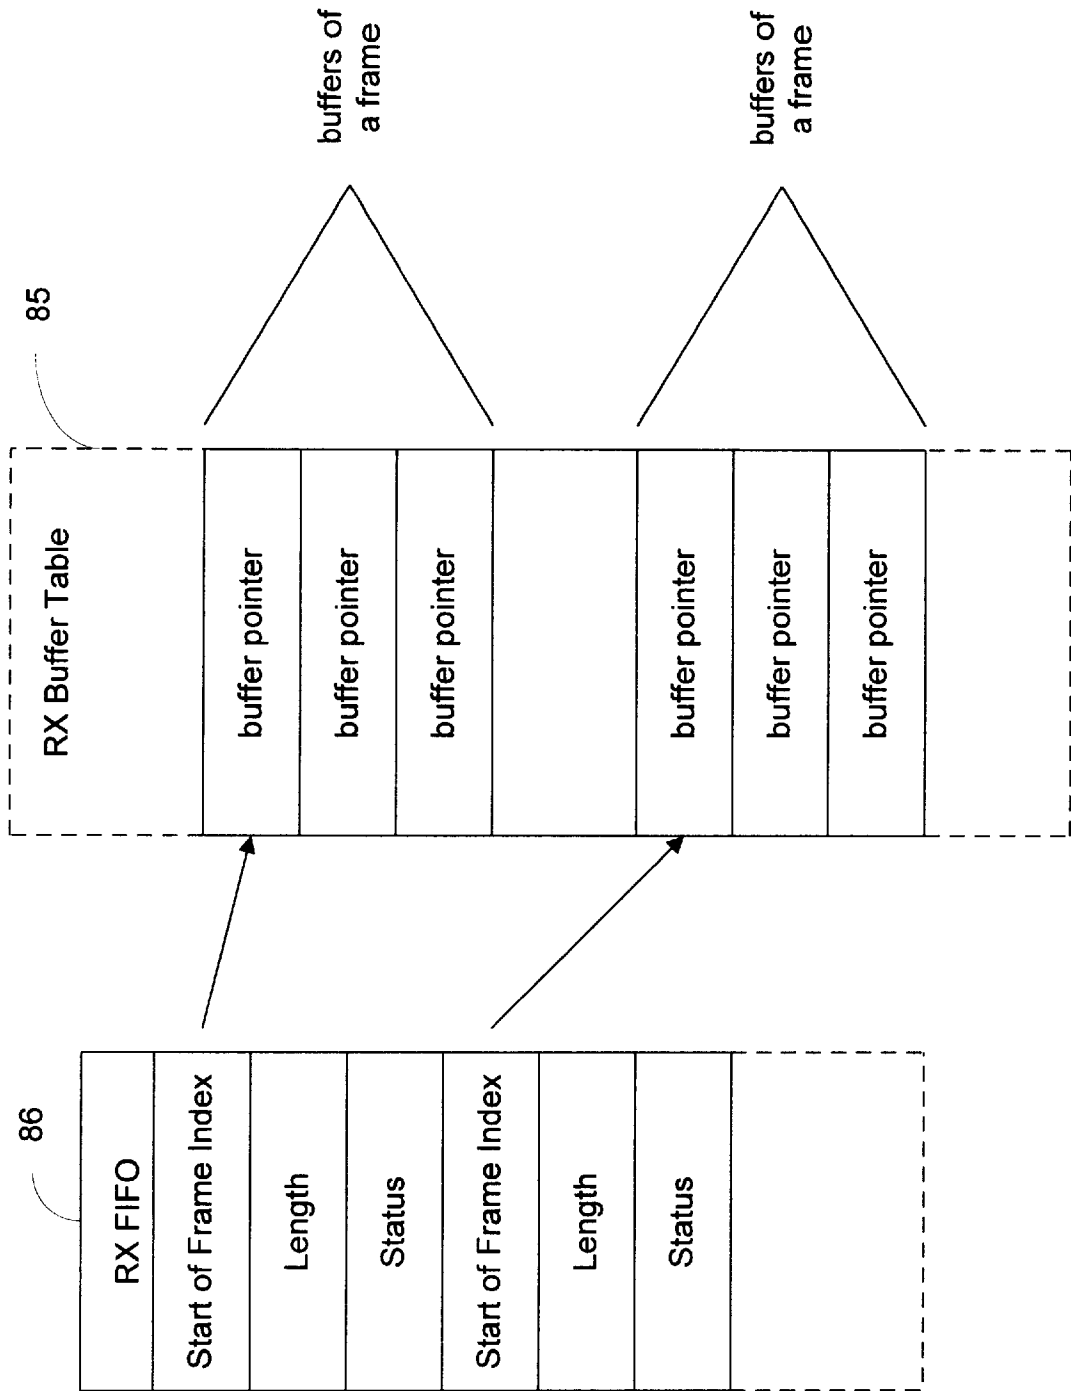 86
RX FIFO
Start of Frame Index
Length
Status
Start of Frame Index
Length
Status
85
RX Buffer Table
buffer pointer
buffer pointer
buffer pointer
buffer pointer
buffer pointer
buffer pointer
buffers of
a frame
buffers of
a frame